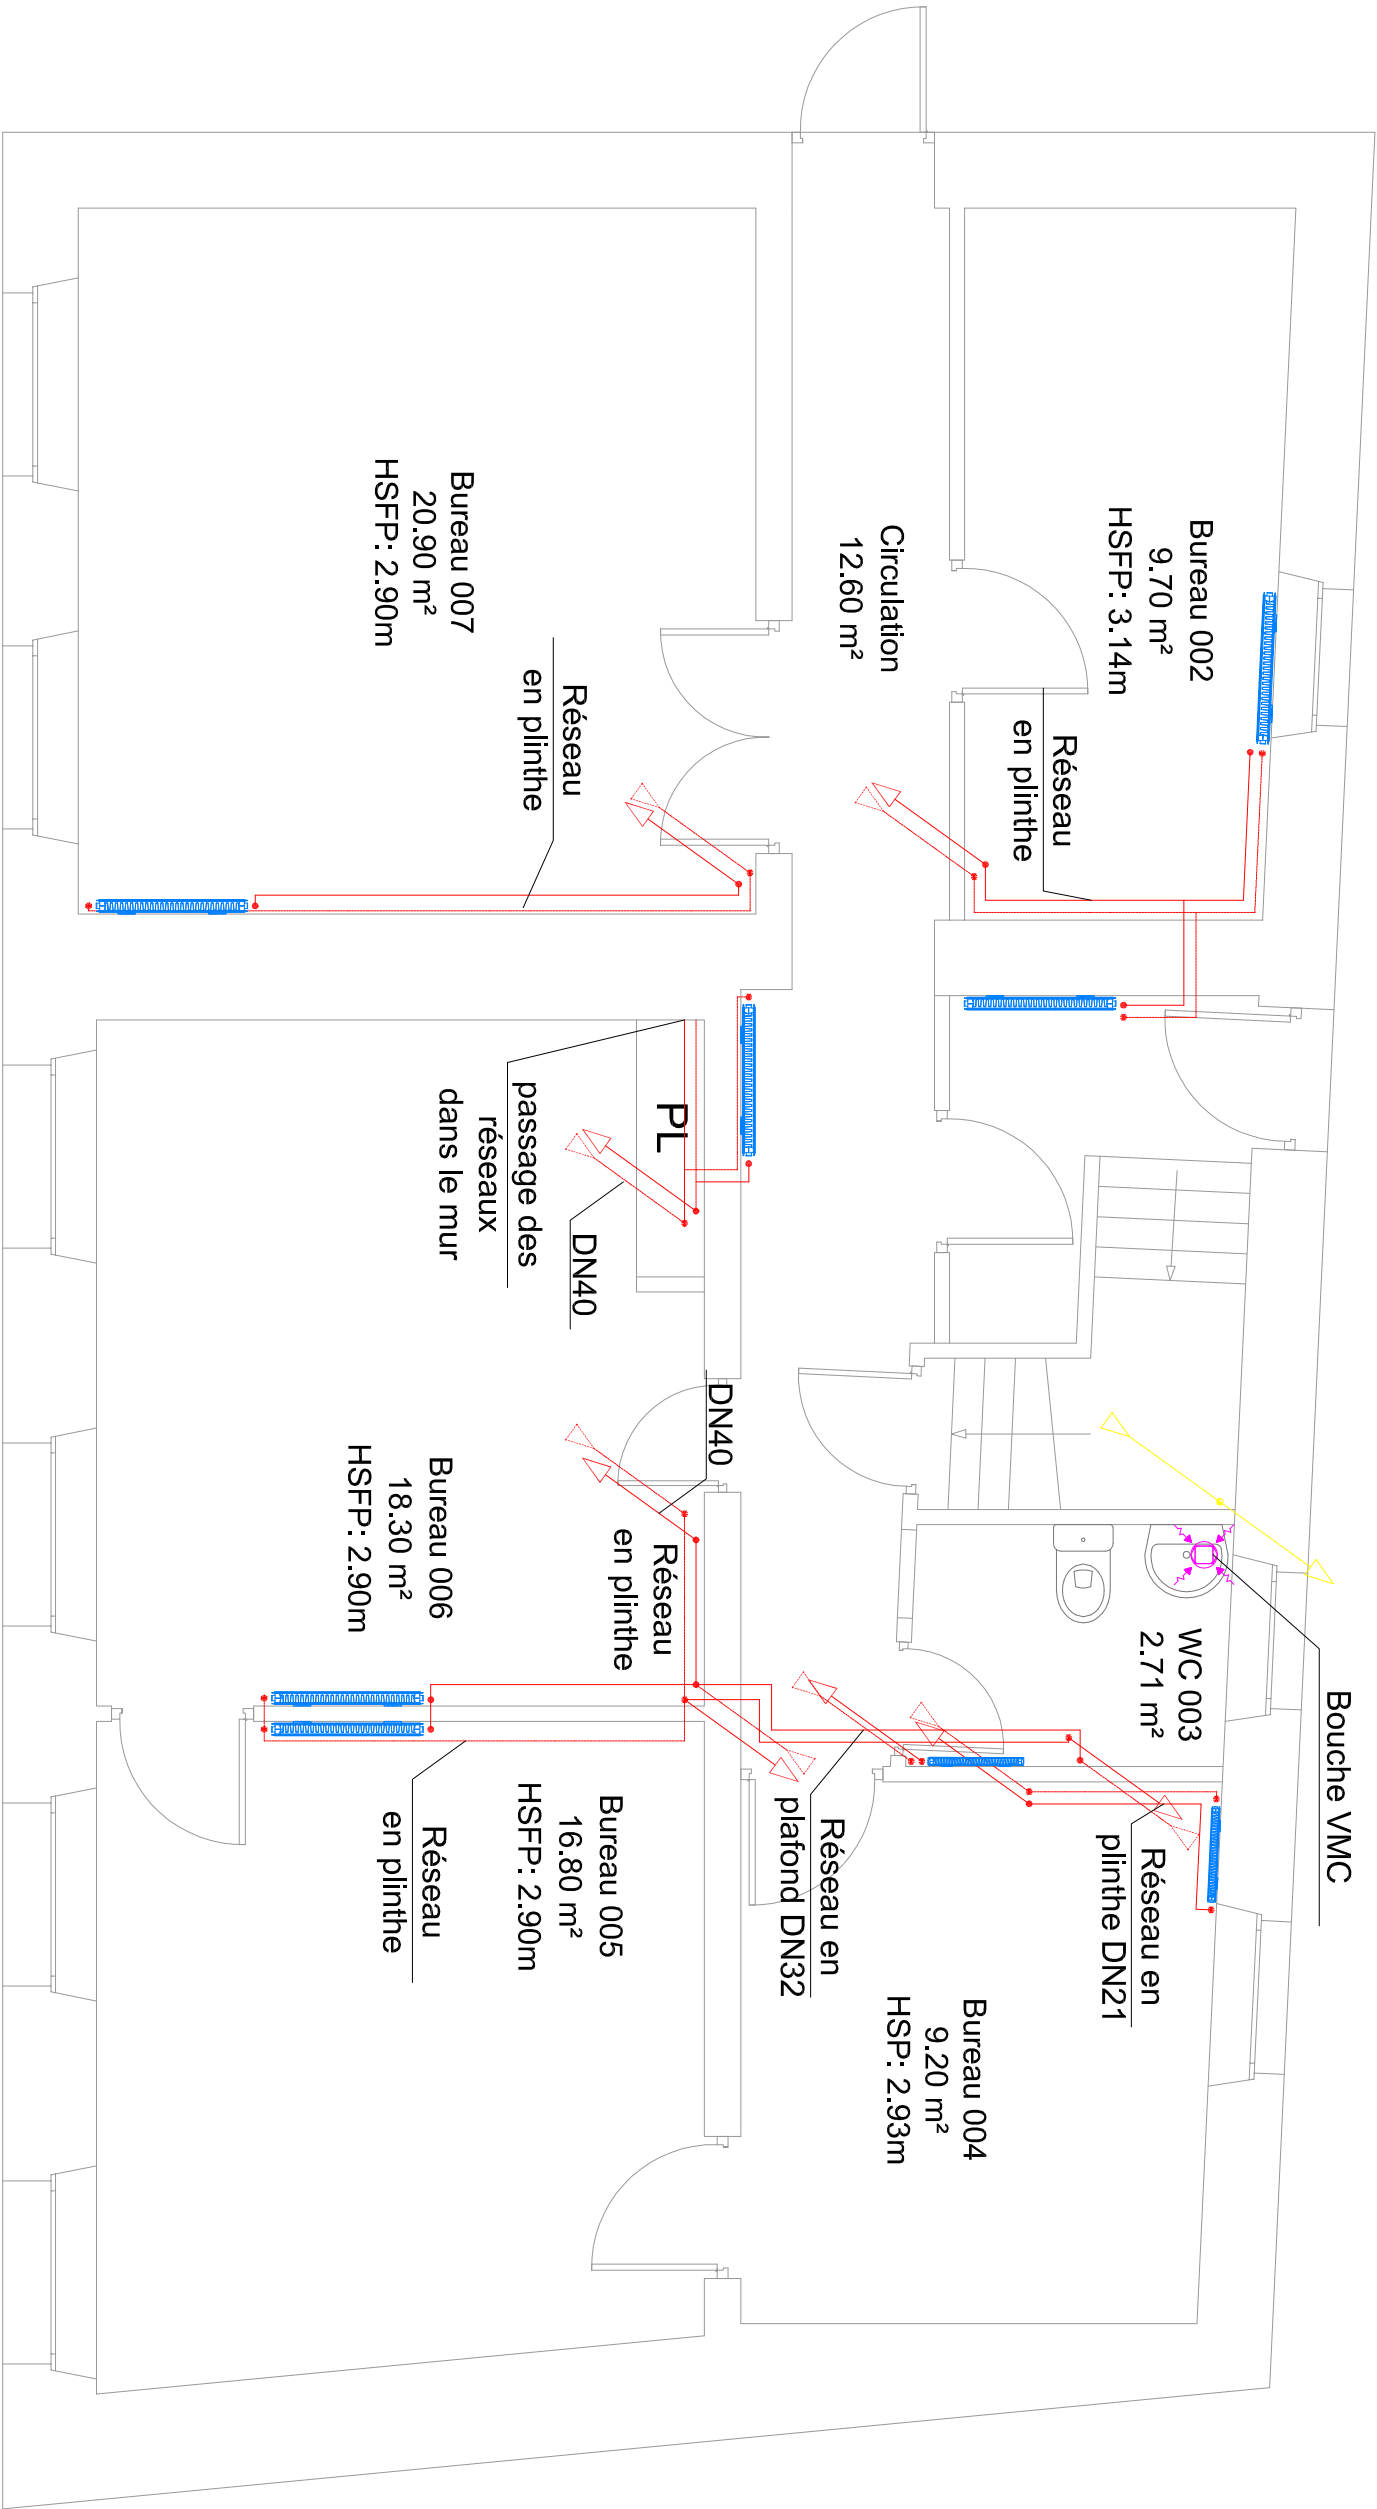 Bureau 002
9.70 m²
HSFP: 3.14m
Réseau
en plinthe
Circulation
12.60 m²
Bureau 007
20.90 m²
HSFP: 2.90m
Réseau
en plinthe
PL
passage des
réseaux
dans le mur
DN40
DN40
Bureau 006
18.30 m²
HSFP: 2.90m
Réseau
en plinthe
WC 003
2.71 m²
Bouche VMC
Réseau en
plinthe DN21
Réseau en
plafond DN32
Bureau 005
16.80 m²
HSFP: 2.90m
Réseau
en plinthe
Bureau 004
9.20 m²
HSP: 2.93m